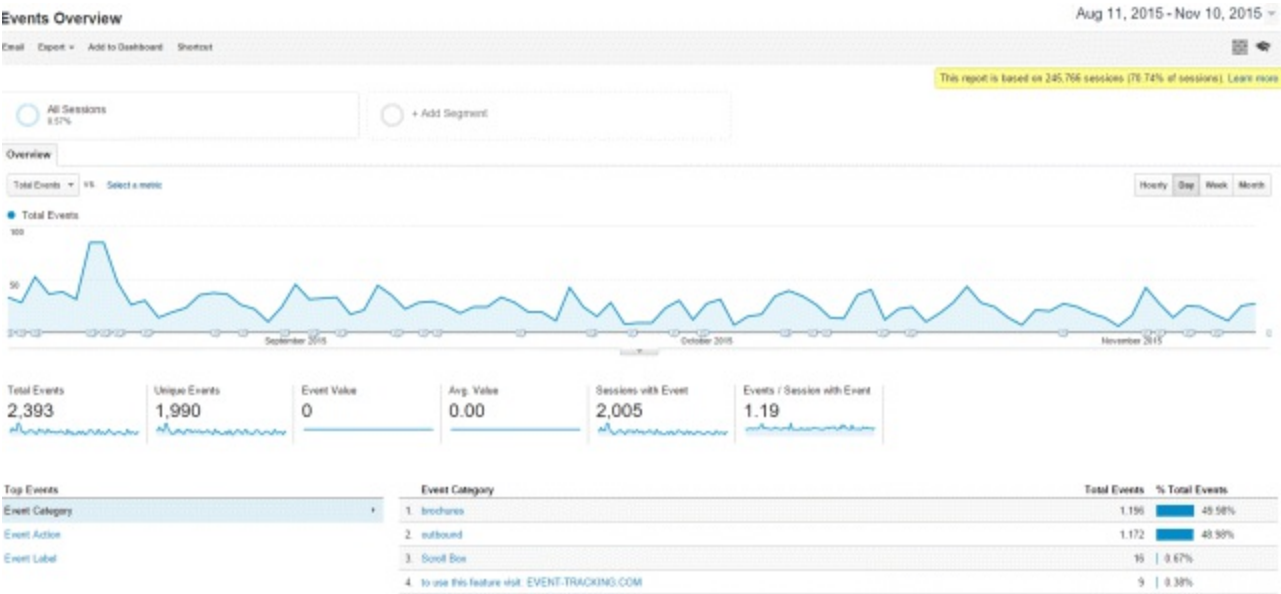 Events Overview
Aug 11, 2015 - Nov 10, 2015
Email Export Add to Dashboard Shortcut
This report is based on 245,766 sessions (70.74% of sessions). Learn more
All Sessions
0.57%
+ Add Segment
Overview
Total Events VS. Select a metric
Hourly Day Week Month
Total Events
100
50
September 2015
October 2015
November 2015
Total Events Unique Events Event Value Avg. Value Sessions with Event Events / Session with Event
2,393 1,990 0 0.00 2,005 1.19
Top Events Event Category Total Events % Total Events
Event Category 1. brochures 1,196 49.98%
Event Action 2. outbound 1,172 48.98%
Event Label 3. Scroll Box 16 0.67%
4. to use this feature visit: EVENT-TRACKING.COM 9 0.38%